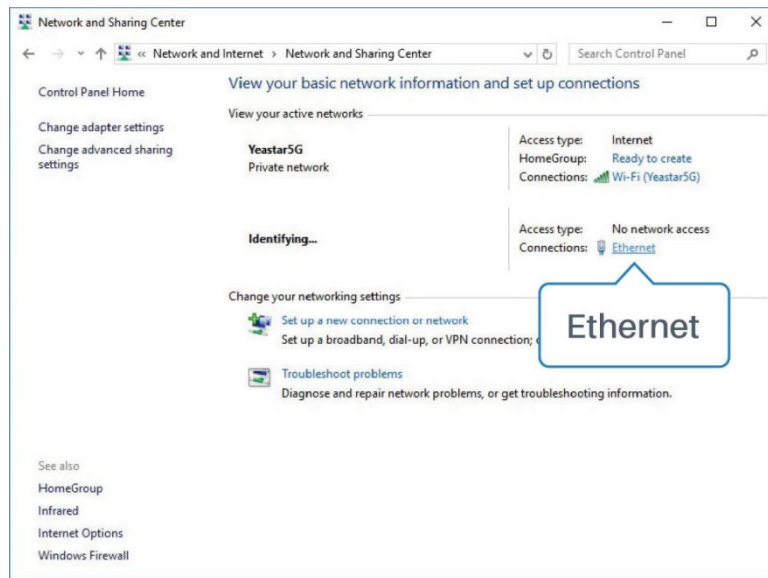 Network and Sharing Center
« Network and Internet > Network and Sharing Center
Search Control Panel
Control Panel Home
Change adapter settings
Change advanced sharing
settings
View your basic network information and set up connections
View your active networks
Yeastar5G
Private network
Access type: Internet
HomeGroup: Ready to create
Connections: Wi-Fi (Yeastar5G)
Identifying...
Access type: No network access
Connections: Ethernet
Ethernet
Change your networking settings
Set up a new connection or network
Set up a broadband, dial-up, or VPN connection;
Troubleshoot problems
Diagnose and repair network problems, or get troubleshooting information.
See also
HomeGroup
Infrared
Internet Options
Windows Firewall